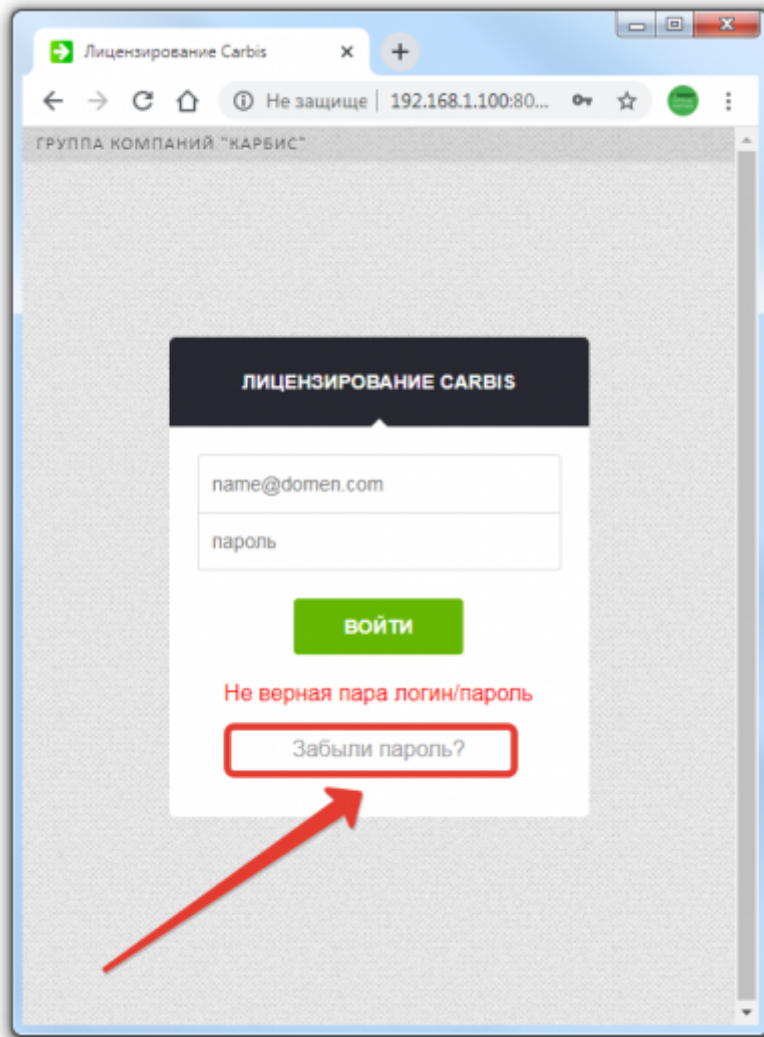 Лицензирование Carbis
Не защище 192.168.1.100:80...
ГРУППА КОМПАНИЙ "КАРБИС"
ЛИЦЕНЗИРОВАНИЕ CARBIS
name@domen.com
пароль
ВОЙТИ
Не верная пара логин/пароль
Забыли пароль?